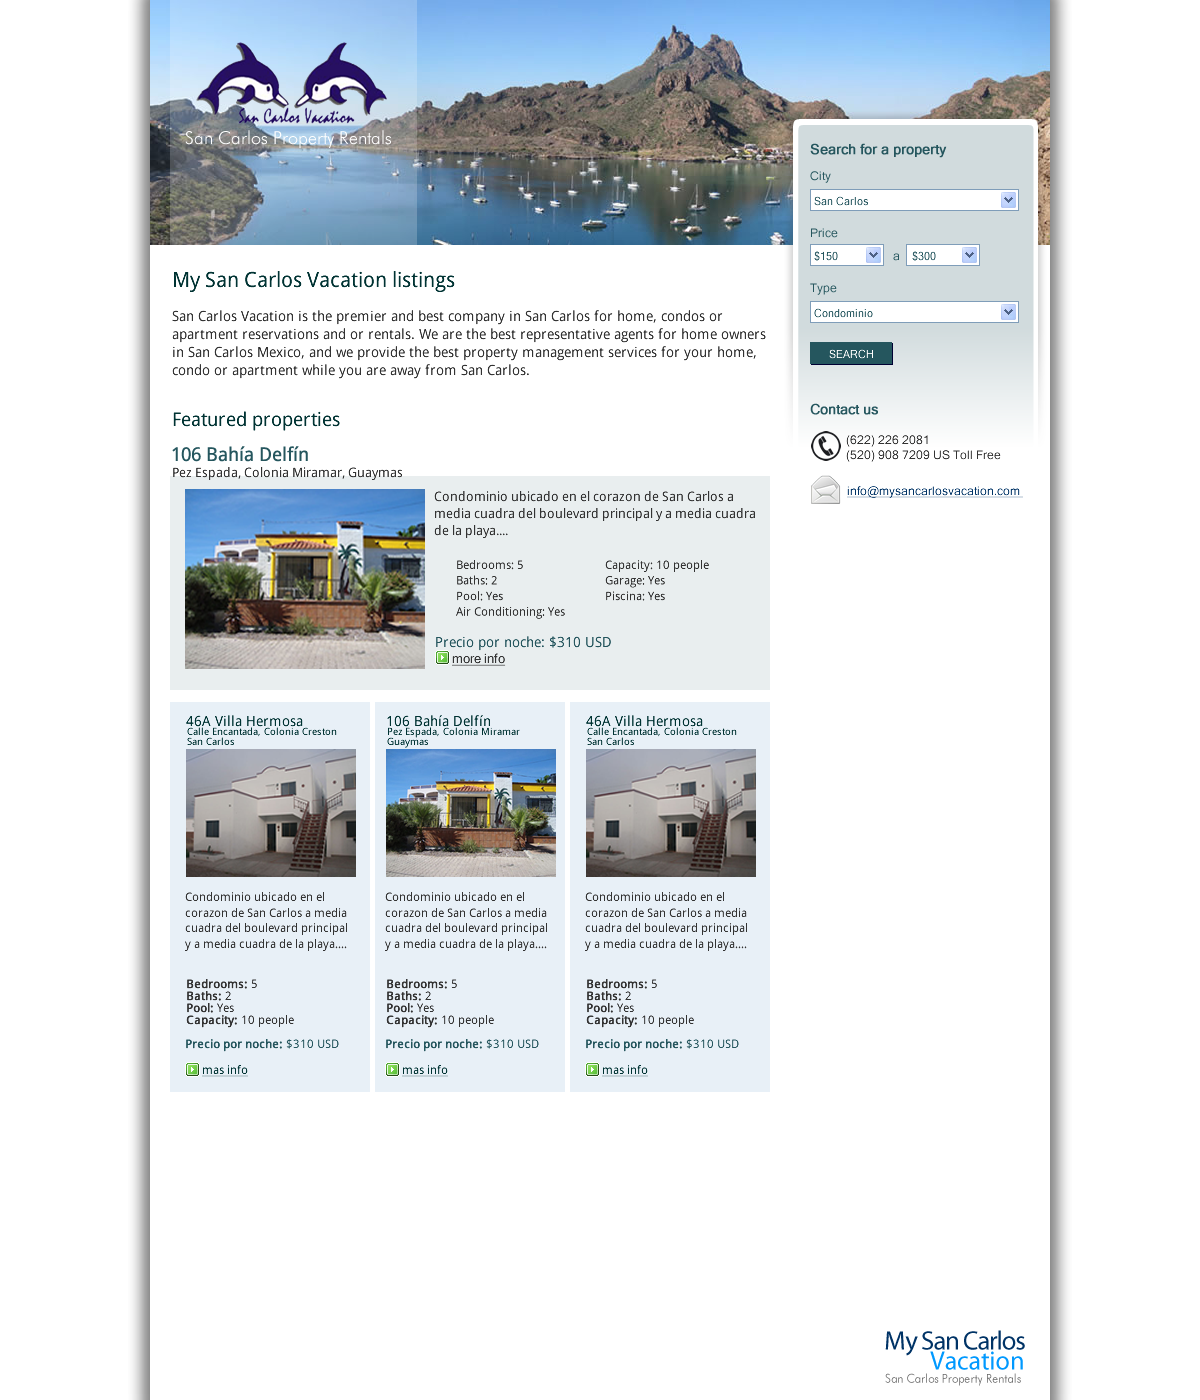 San Carlos Vacation
San Carlos Property Rentals
Search for a property
City
San Carlos
Price
$150 a $300
Type
Condominio
SEARCH
Contact us
(622) 226 2081
(520) 908 7209 US Toll Free
info@mysancarlosvacation.com
My San Carlos Vacation listings
San Carlos Vacation is the premier and best company in San Carlos for home, condos or
apartment reservations and or rentals. We are the best representative agents for home owners
in San Carlos Mexico, and we provide the best property management services for your home,
condo or apartment while you are away from San Carlos.
Featured properties
106 Bahía Delfín
Pez Espada, Colonia Miramar, Guaymas
Condominio ubicado en el corazon de San Carlos a
media cuadra del boulevard principal y a media cuadra
de la playa....
Bedrooms: 5
Baths: 2
Pool: Yes
Air Conditioning: Yes
Capacity: 10 people
Garage: Yes
Piscina: Yes
Precio por noche: $310 USD
more info
46A Villa Hermosa
Calle Encantada, Colonia Creston
San Carlos
Condominio ubicado en el
corazon de San Carlos a media
cuadra del boulevard principal
y a media cuadra de la playa....
Bedrooms: 5
Baths: 2
Pool: Yes
Capacity: 10 people
Precio por noche: $310 USD
mas info
106 Bahía Delfín
Pez Espada, Colonia Miramar
Guaymas
Condominio ubicado en el
corazon de San Carlos a media
cuadra del boulevard principal
y a media cuadra de la playa....
Bedrooms: 5
Baths: 2
Pool: Yes
Capacity: 10 people
Precio por noche: $310 USD
mas info
46A Villa Hermosa
Calle Encantada, Colonia Creston
San Carlos
Condominio ubicado en el
corazon de San Carlos a media
cuadra del boulevard principal
y a media cuadra de la playa....
Bedrooms: 5
Baths: 2
Pool: Yes
Capacity: 10 people
Precio por noche: $310 USD
mas info
My San Carlos
Vacation
San Carlos Property Rentals